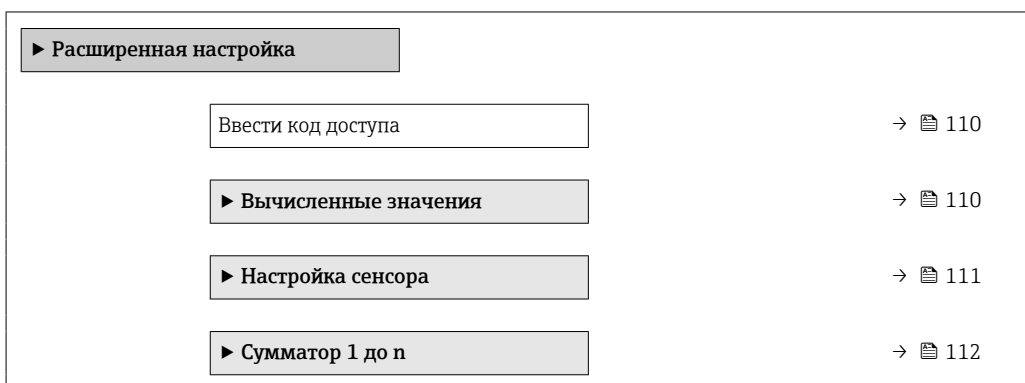 ▶ Расширенная настройка
Ввести код доступа → 110
▶ Вычисленные значения → 110
▶ Настройка сенсора → 111
▶ Сумматор 1 до n → 112